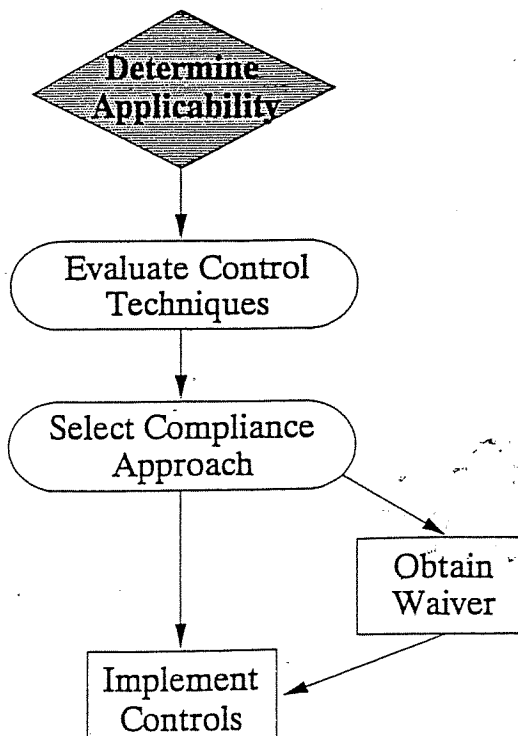 Determine
Applicability
Evaluate Control
Techniques
Select Compliance
Approach
Obtain
Waiver
Implement
Controls